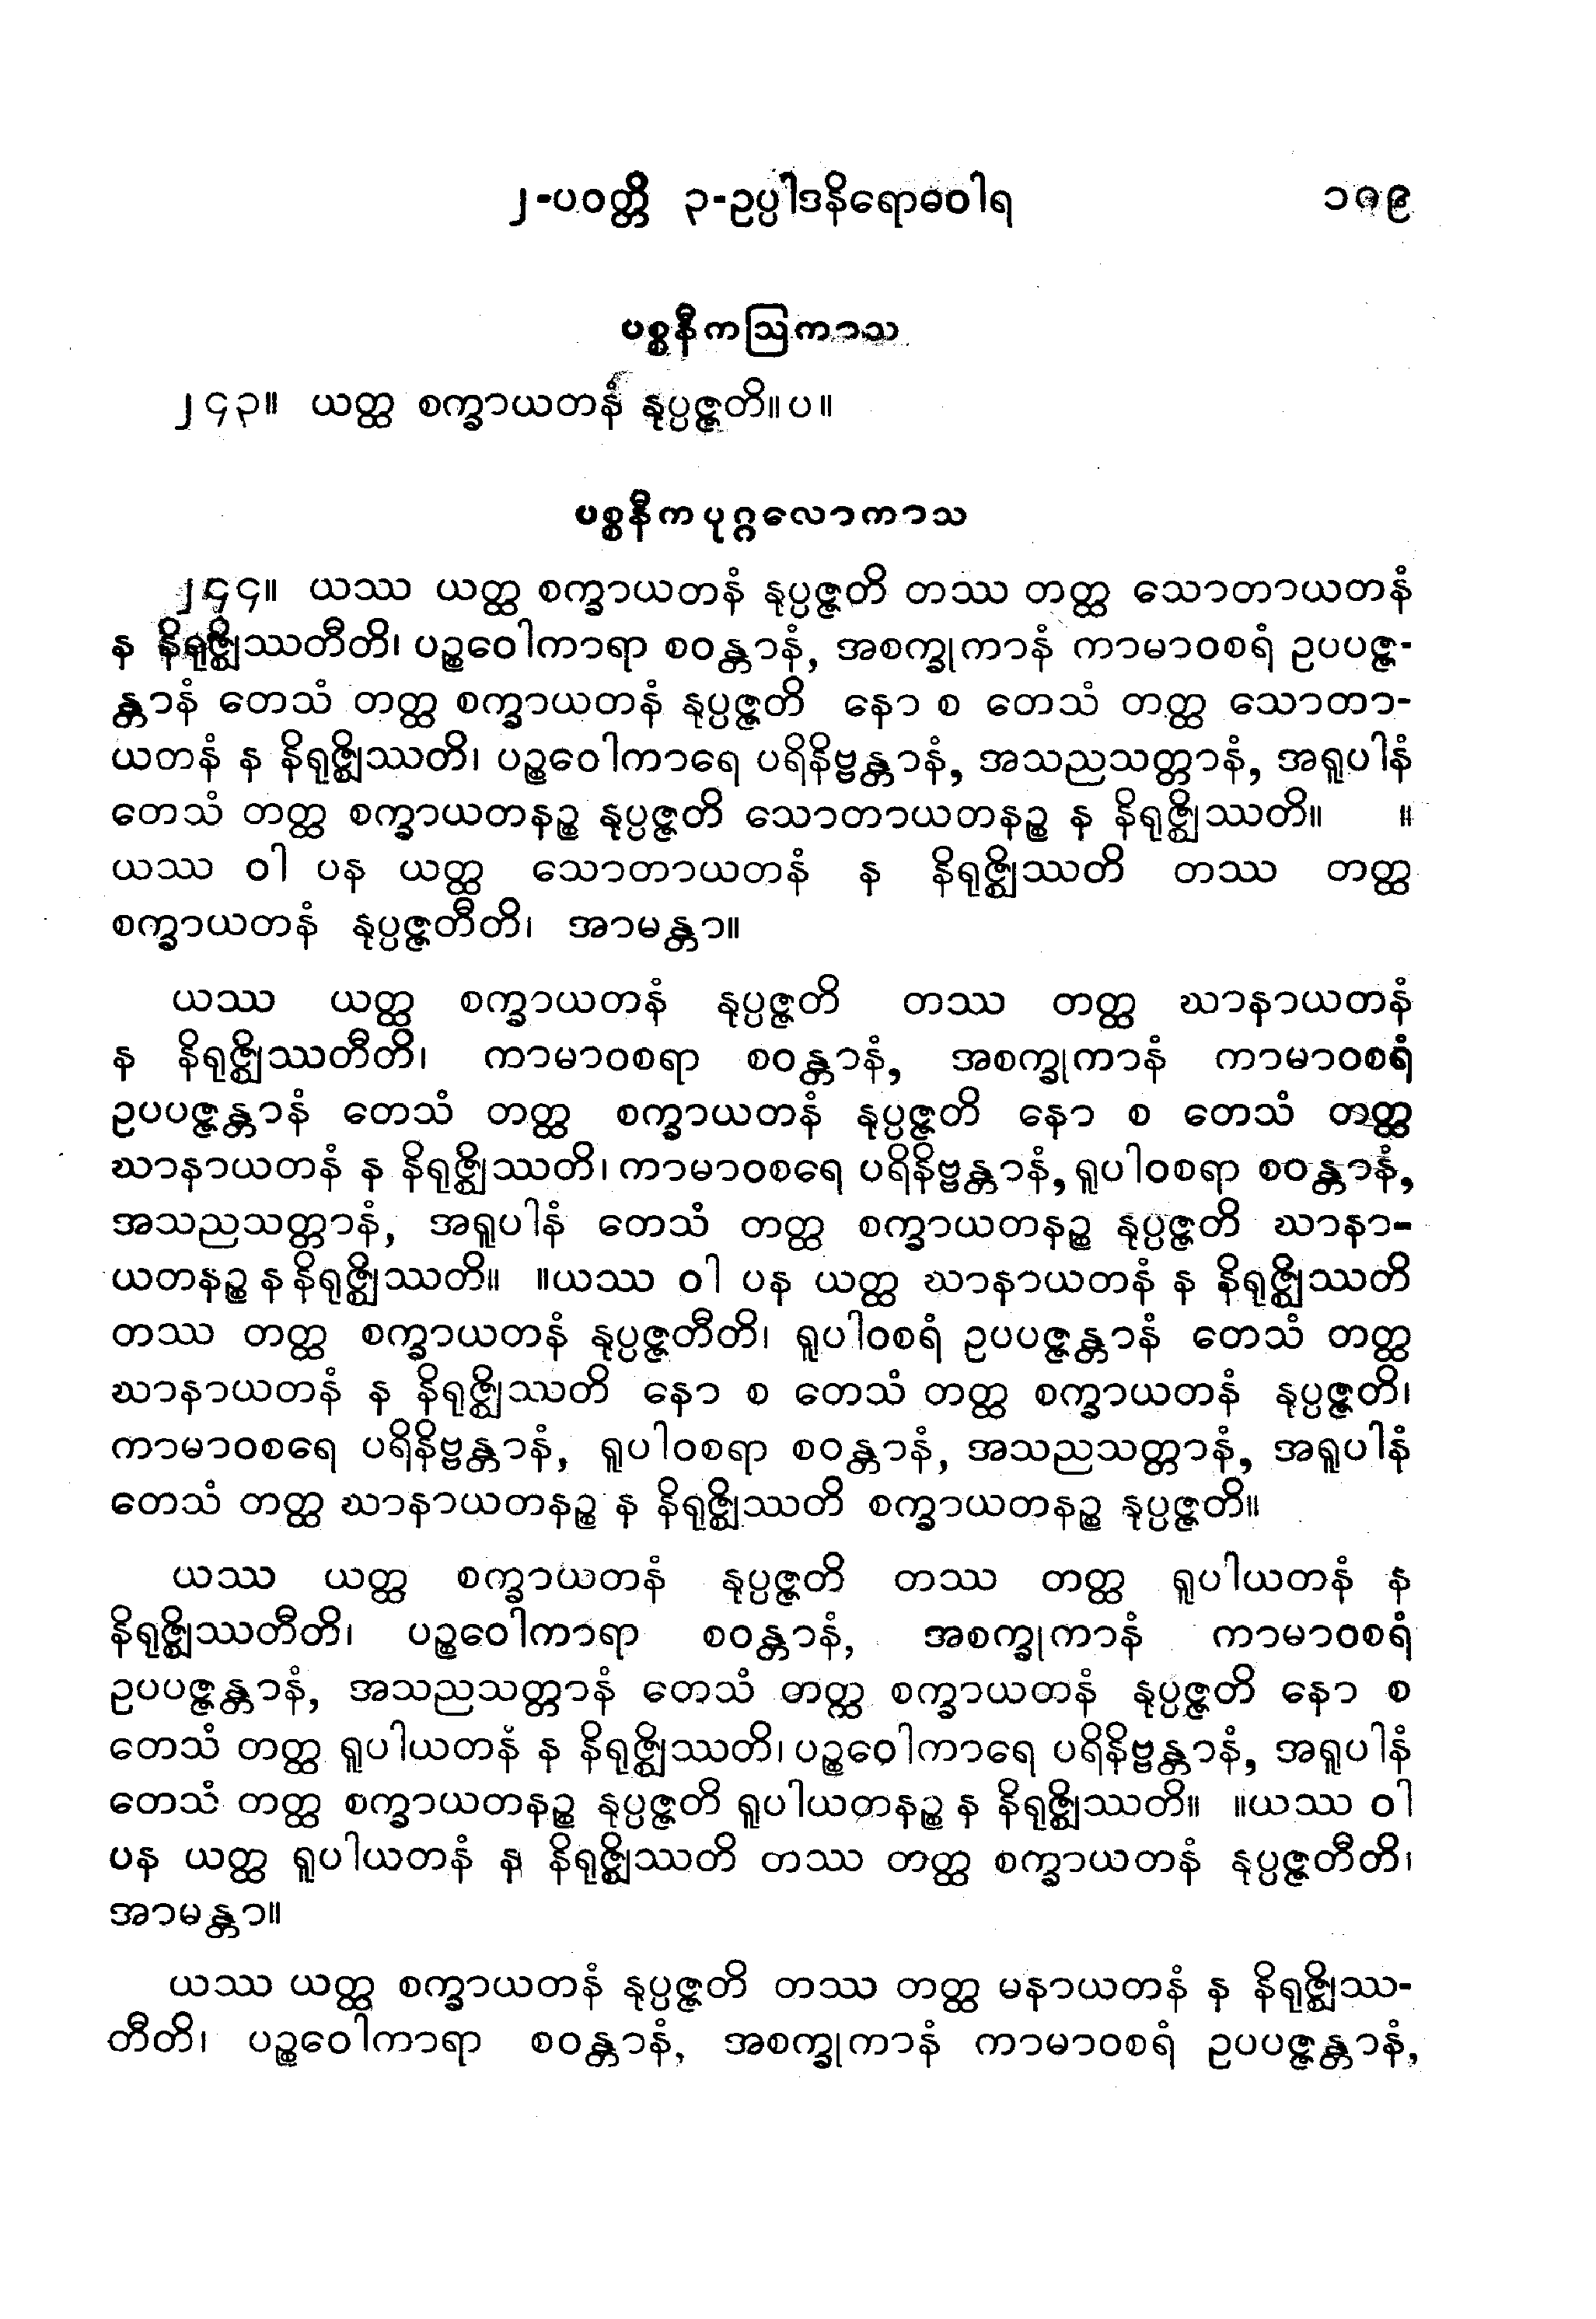 ၂-ပဝတ္တိ ၃-ဥပ္ပါဒနိရောဓဝါရ ၁၈၉
ပစ္စနီကဩကာသ
၂၄၃။ ယတ္ထ စက္ခာယတနံ နုပ္ပဇ္ဇတိ။ပ။
ပစ္စနီကပုဂ္ဂလောကာသ
၂၄၄။ ယဿ ယတ္ထ စက္ခာယတနံ နုပ္ပဇ္ဇတိ တဿ တတ္ထ သောတာယတနံ
န နိရုဇ္ဈိဿတီတိ၊ ပဉ္စဝေါကာရာ စဝန္တာနံ, အစက္ခုကာနံ ကာမာဝစရံ ဥပပဇ္ဇ-
န္တာနံ တေသံ တတ္ထ စက္ခာယတနံ နုပ္ပဇ္ဇတိ နော စ တေသံ တတ္ထ သောတာ-
ယတနံ န နိရုဇ္ဈိဿတိ၊ ပဉ္စဝေါကာရေ ပရိနိဗ္ဗန္တာနံ, အသညသတ္တာနံ, အရူပါနံ
တေသံ တတ္ထ စက္ခာယတနဉ္စ နုပ္ပဇ္ဇတိ သောတာယတနဉ္စ န နိရုဇ္ဈိဿတိ။ ။
ယဿ ဝါ ပန ယတ္ထ သောတာယတနံ န နိရုဇ္ဈိဿတိ တဿ တတ္ထ
စက္ခာယတနံ နုပ္ပဇ္ဇတီတိ၊ အာမန္တာ။
ယဿ ယတ္ထ စက္ခာယတနံ နုပ္ပဇ္ဇတိ တဿ တတ္ထ ဃာနာယတနံ
န နိရုဇ္ဈိဿတီတိ၊ ကာမာဝစရာ စဝန္တာနံ, အစက္ခုကာနံ ကာမာဝစရံ
ဥပပဇ္ဇန္တာနံ တေသံ တတ္ထ စက္ခာယတနံ နုပ္ပဇ္ဇတိ နော စ တေသံ တတ္ထ
ဃာနာယတနံ န နိရုဇ္ဈိဿတိ၊ ကာမာဝစရေ ပရိနိဗ္ဗန္တာနံ, ရူပါဝစရာ စဝန္တာနံ,
အသညသတ္တာနံ, အရူပါနံ တေသံ တတ္ထ စက္ခာယတနဉ္စ နုပ္ပဇ္ဇတိ ဃာနာ-
ယတနဉ္စ န နိရုဇ္ဈိဿတိ။ ။ယဿ ဝါ ပန ယတ္ထ ဃာနာယတနံ န နိရုဇ္ဈိဿတိ
တဿ တတ္ထ စက္ခာယတနံ နုပ္ပဇ္ဇတီတိ၊ ရူပါဝစရံ ဥပပဇ္ဇန္တာနံ တေသံ တတ္ထ
ဃာနာယတနံ န နိရုဇ္ဈိဿတိ နော စ တေသံ တတ္ထ စက္ခာယတနံ နုပ္ပဇ္ဇတိ၊
ကာမာဝစရေ ပရိနိဗ္ဗန္တာနံ, ရူပါဝစရာ စဝန္တာနံ, အသညသတ္တာနံ, အရူပါနံ
တေသံ တတ္ထ ဃာနာယတနဉ္စ န နိရုဇ္ဈိဿတိ စက္ခာယတနဉ္စ နုပ္ပဇ္ဇတိ။
ယဿ ယတ္ထ စက္ခာယတနံ နုပ္ပဇ္ဇတိ တဿ တတ္ထ ရူပါယတနံ န
နိရုဇ္ဈိဿတီတိ၊ ပဉ္စဝေါကာရာ စဝန္တာနံ, အစက္ခုကာနံ ကာမာဝစရံ
ဥပပဇ္ဇန္တာနံ, အသညသတ္တာနံ တေသံ တတ္ထ စက္ခာယတနံ နုပ္ပဇ္ဇတိ နော စ
တေသံ တတ္ထ ရူပါယတနံ န နိရုဇ္ဈိဿတိ၊ ပဉ္စဝေါကာရေ ပရိနိဗ္ဗန္တာနံ, အရူပါနံ
တေသံ တတ္ထ စက္ခာယတနဉ္စ နုပ္ပဇ္ဇတိ ရူပါယတနဉ္စ န နိရုဇ္ဈိဿတိ။ ။ယဿ ဝါ
ပန ယတ္ထ ရူပါယတနံ န နိရုဇ္ဈိဿတိ တဿ တတ္ထ စက္ခာယတနံ နုပ္ပဇ္ဇတီတိ၊
အာမန္တာ။
ယဿ ယတ္ထ စက္ခာယတနံ နုပ္ပဇ္ဇတိ တဿ တတ္ထ မနာယတနံ န နိရုဇ္ဈိဿ-
တီတိ၊ ပဉ္စဝေါကာရာ စဝန္တာနံ, အစက္ခုကာနံ ကာမာဝစရံ ဥပပဇ္ဇန္တာနံ,